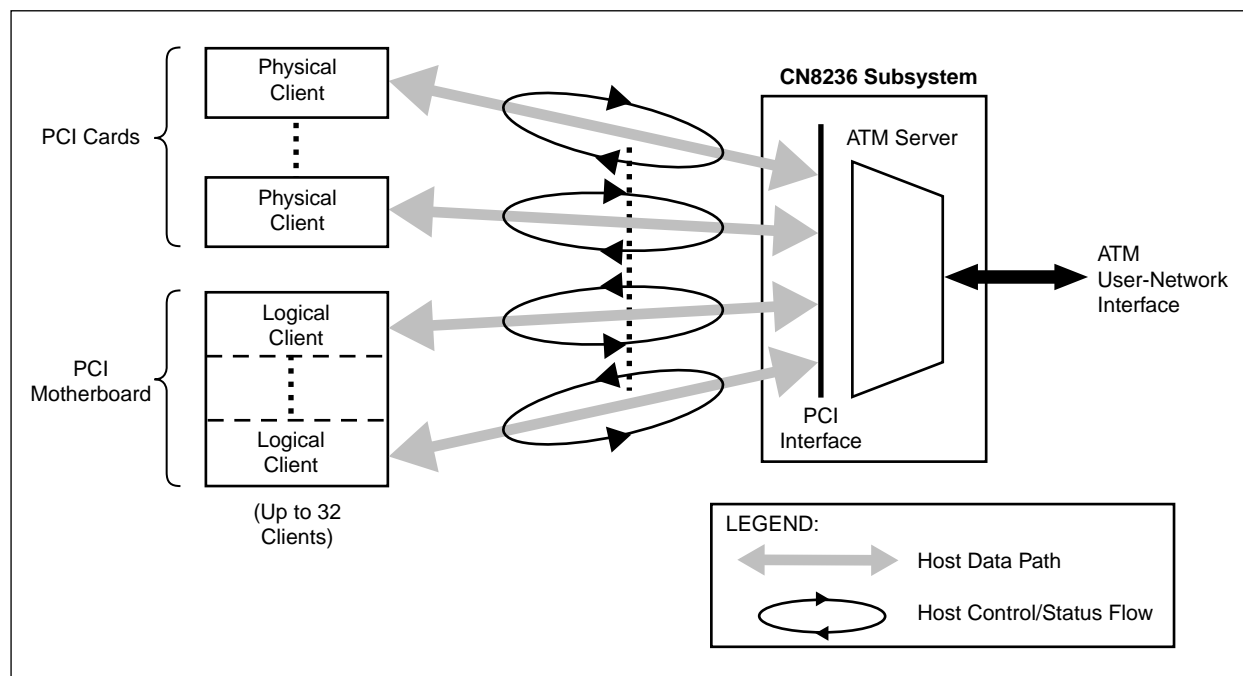 Physical
Client
PCI Cards
Physical
Client
PCI
Motherboard
Logical
Client
Logical
Client
(Up to 32
Clients)
CN8236 Subsystem
ATM Server
PCI
Interface
ATM
User-Network
Interface
LEGEND:
Host Data Path
Host Control/Status Flow